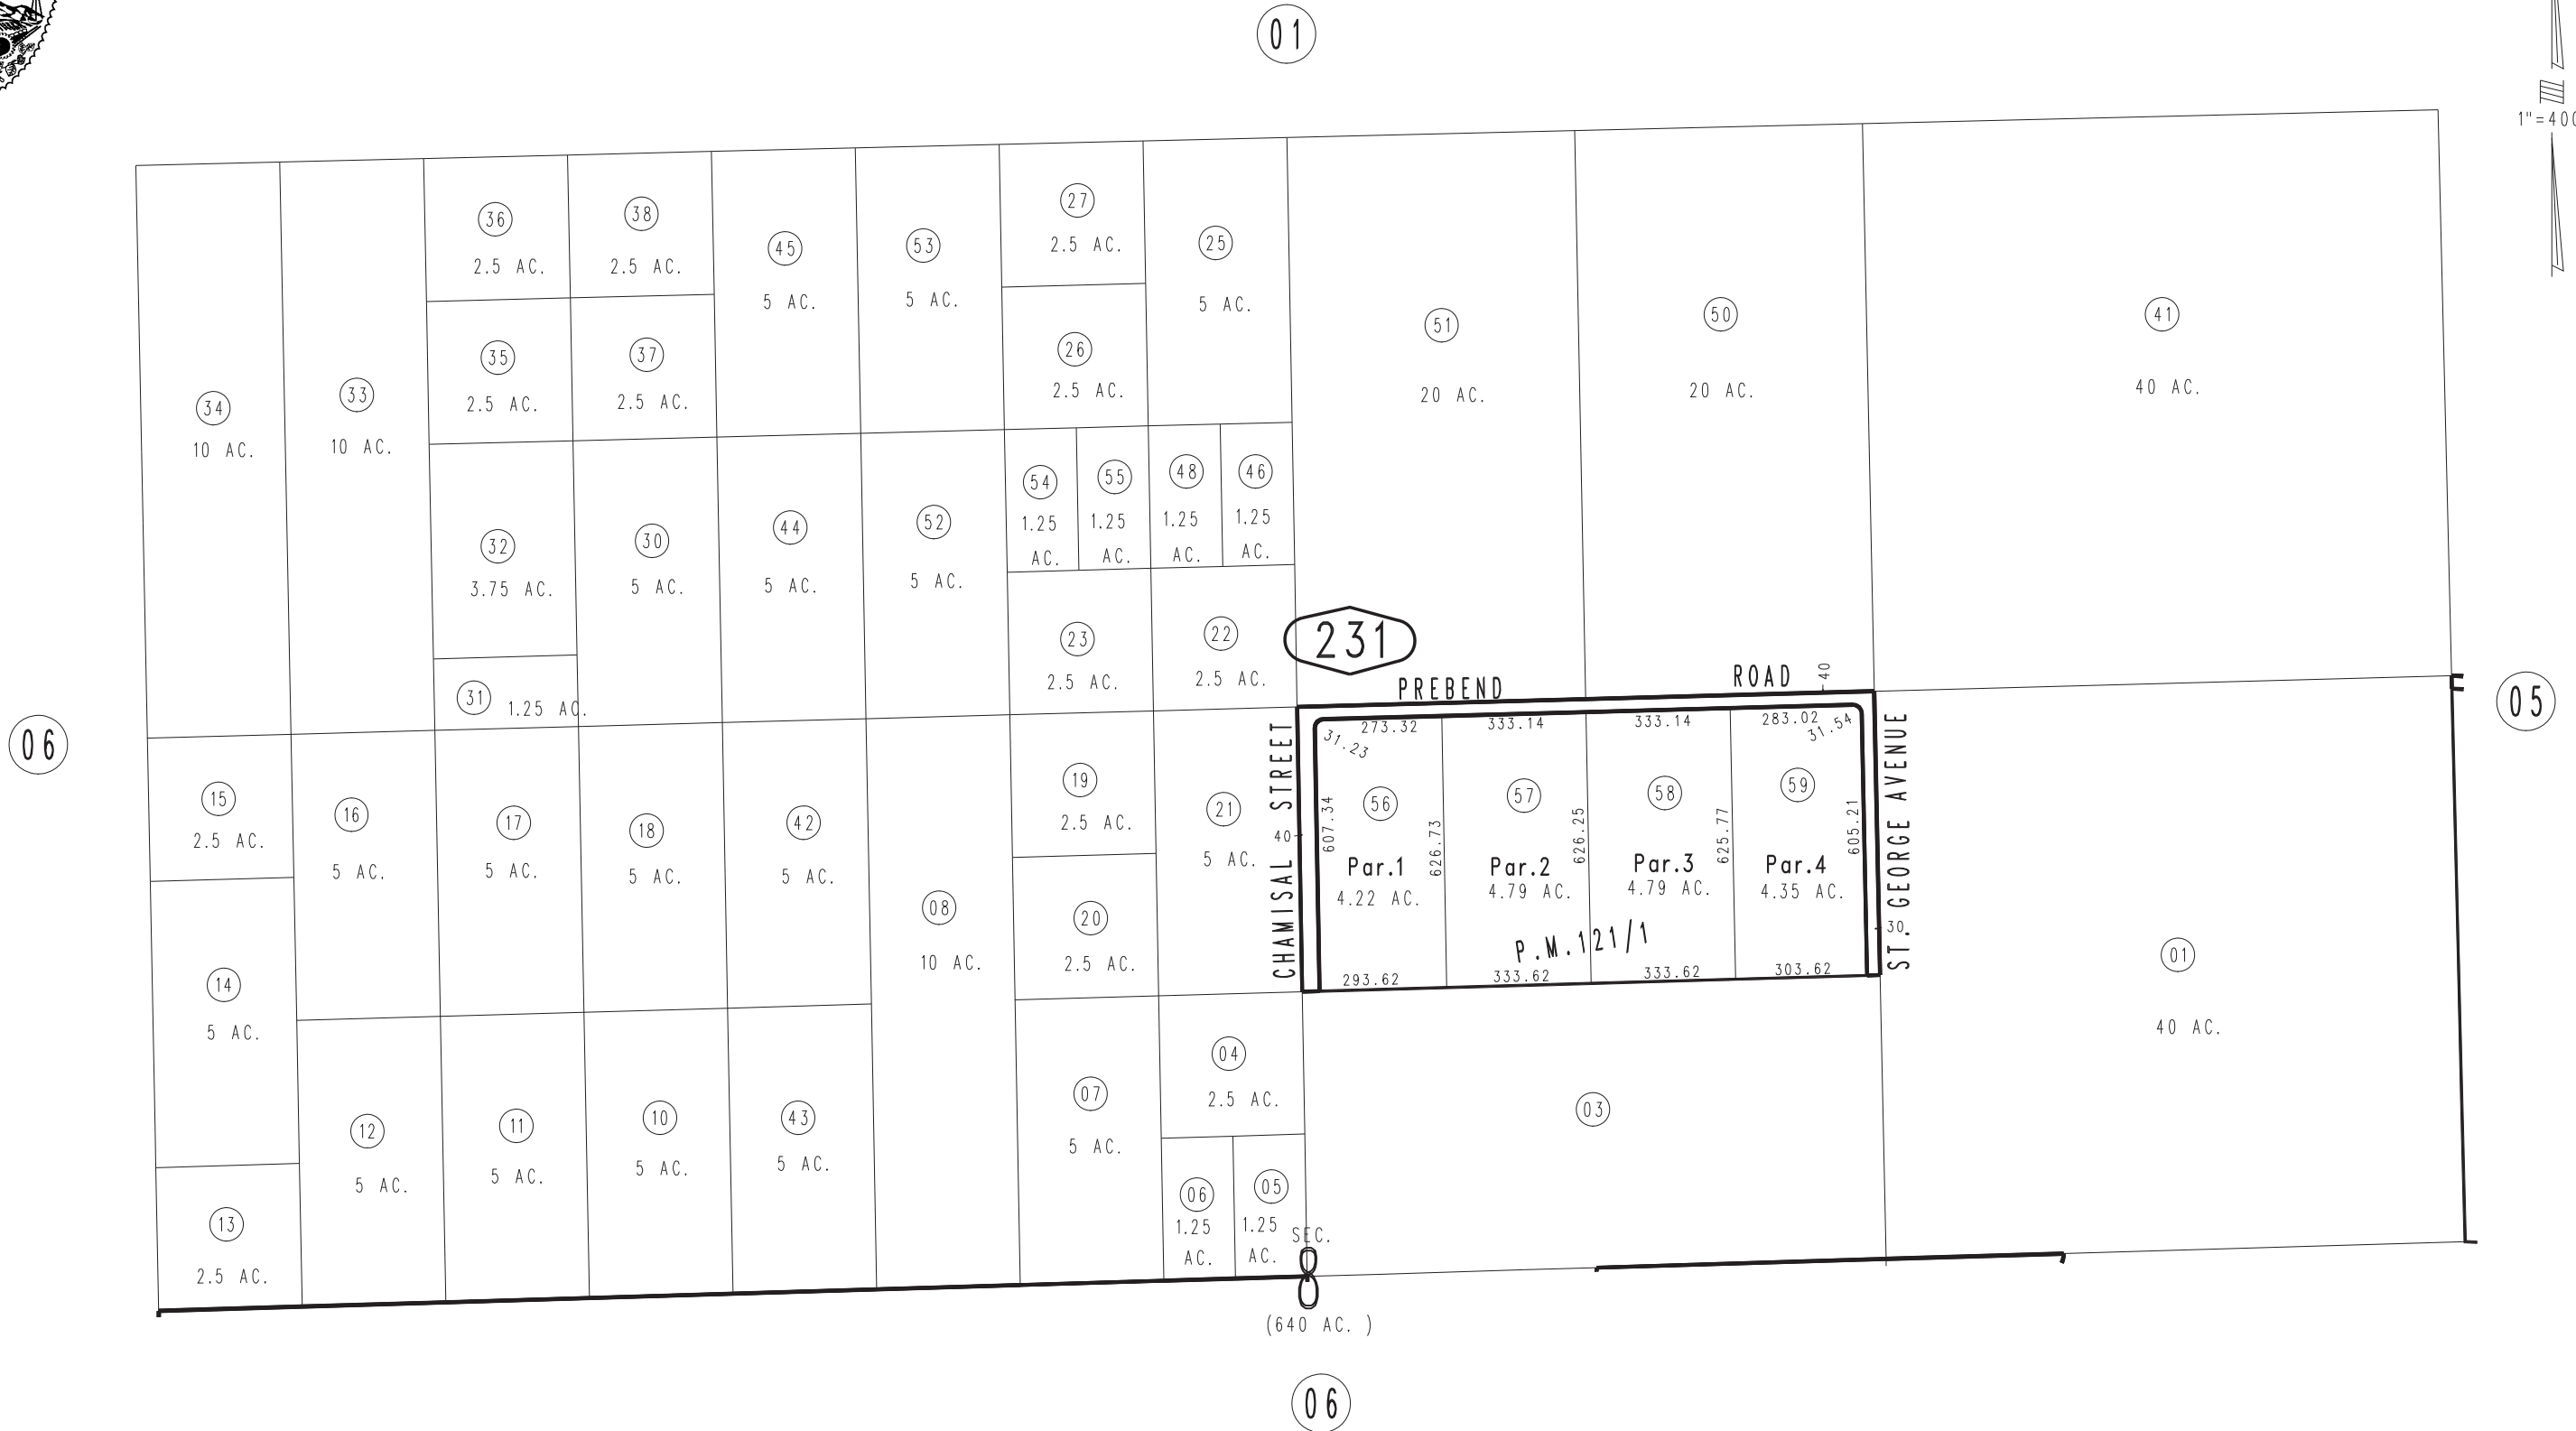 01
1"=400
36
2.5 AC.
38
2.5 AC.
45
5 AC.
53
5 AC.
27
2.5 AC.
25
5 AC.
51
20 AC.
50
20 AC.
41
40 AC.
34
10 AC.
33
10 AC.
35
2.5 AC.
37
2.5 AC.
26
2.5 AC.
32
3.75 AC.
30
5 AC.
44
5 AC.
52
5 AC.
54
1.25
AC.
55
1.25
AC.
48
1.25
AC.
46
1.25
AC.
31
1.25 AC.
23
2.5 AC.
22
2.5 AC.
231
PREBEND ROAD
40
06
05
15
2.5 AC.
16
5 AC.
17
5 AC.
18
5 AC.
42
5 AC.
08
10 AC.
19
2.5 AC.
20
2.5 AC.
21
5 AC.
CHAMISAL STREET
40
273.32
333.14
333.14
283.02
31.23
31.54
607.34
56
Par.1
4.22 AC.
626.73
57
Par.2
4.79 AC.
626.25
58
Par.3
4.79 AC.
625.77
59
Par.4
4.35 AC.
605.21
P.M.121/1
293.62
333.62
333.62
303.62
ST. GEORGE AVENUE
30
01
40 AC.
14
5 AC.
13
2.5 AC.
12
5 AC.
11
5 AC.
10
5 AC.
43
5 AC.
07
5 AC.
04
2.5 AC.
06
1.25
AC.
05
1.25
AC.
03
SEC.
8
(640 AC. )
06